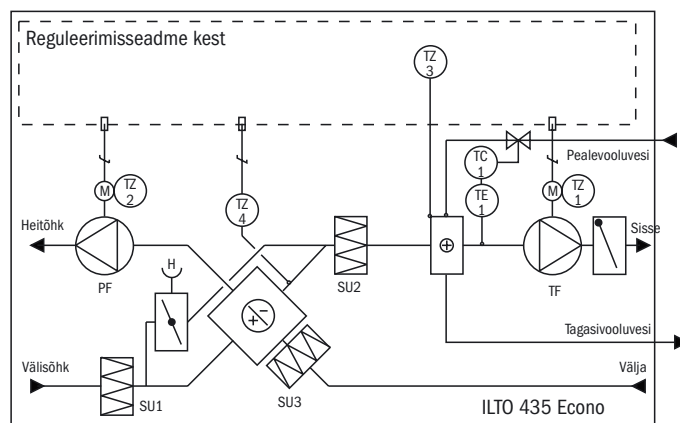 Reguleerimisseadme kest
TZ
3
TC
1
Pealevooluvesi
M
TZ
2
TZ
4
TE
1
M
TZ
1
Heitõhk
Sisse
PF
H
SU2
TF
+
+
−
Tagasivooluvesi
Välisõhk
Välja
SU1
SU3
ILTO 435 Econo